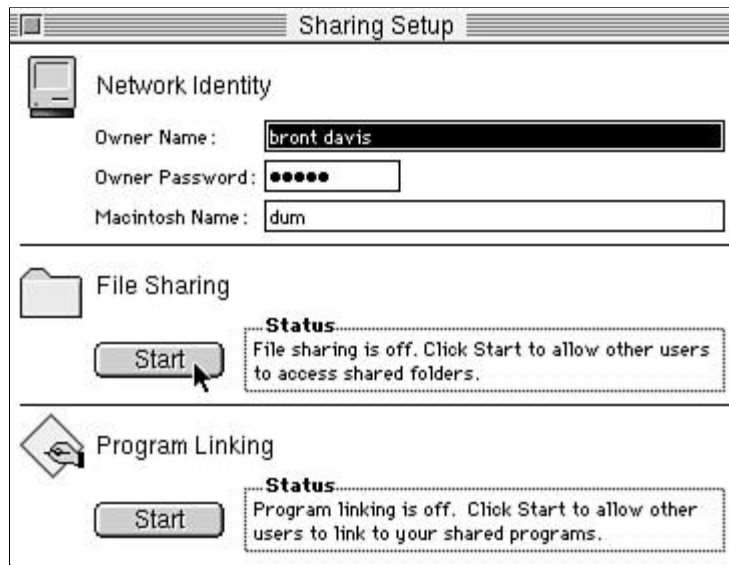 Sharing Setup
Network Identity
Owner Name: bront davis
Owner Password: ●●●●●
Macintosh Name: dum
File Sharing
Status
Start
File sharing is off. Click Start to allow other users
to access shared folders.
Program Linking
Status
Start
Program linking is off. Click Start to allow other
users to link to your shared programs.